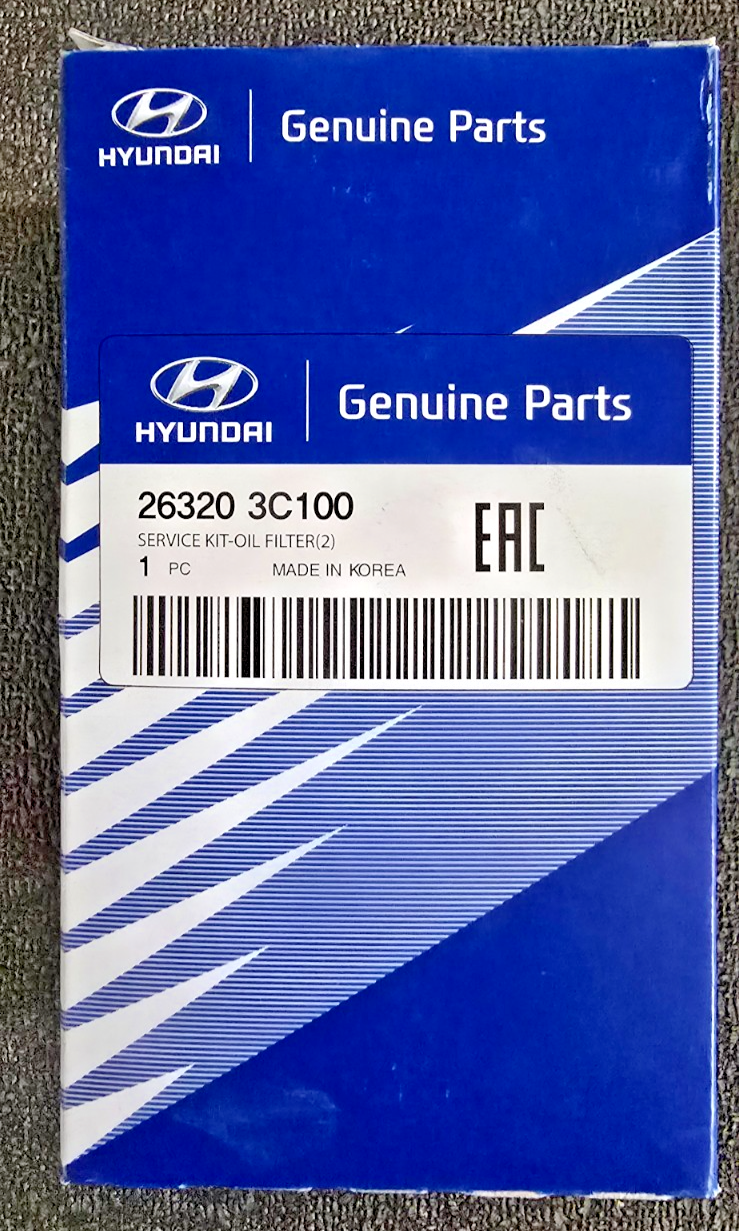 HYUNDAI
Genuine Parts
HYUNDAI
Genuine Parts
26320 3C100
EAC
SERVICE KIT-OIL FILTER(2)
1 PC MADE IN KOREA